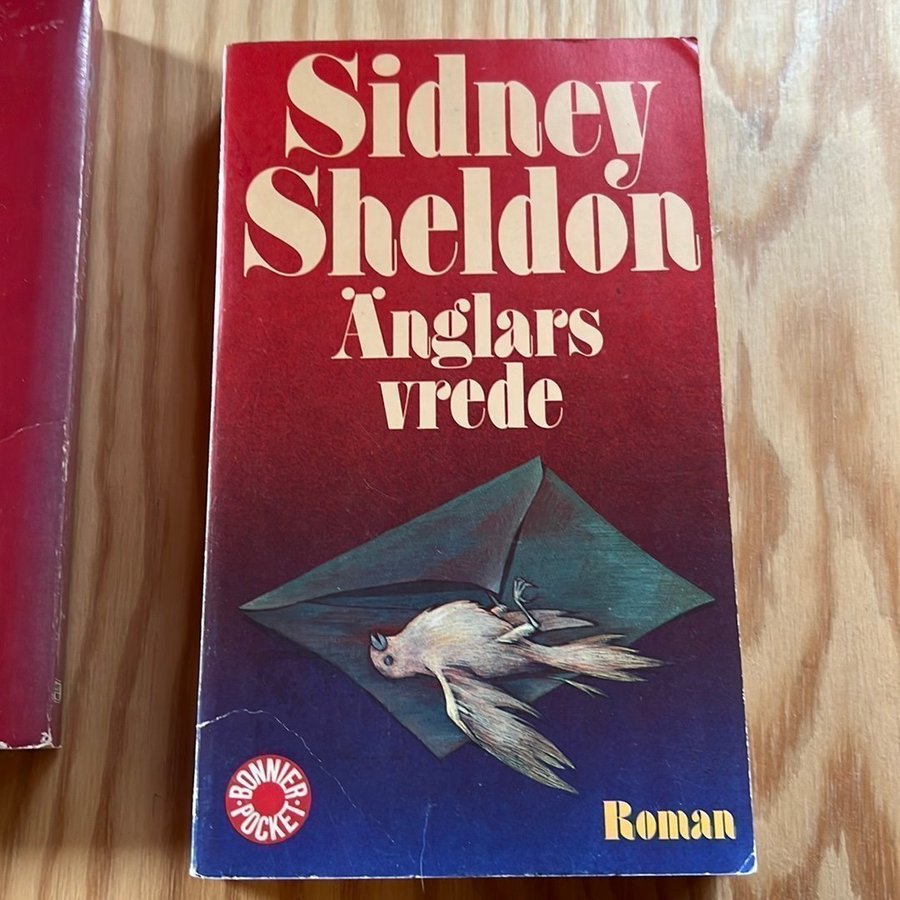 Sidney
Sheldon
Änglars
vrede
BONNIER
POCKET
Roman